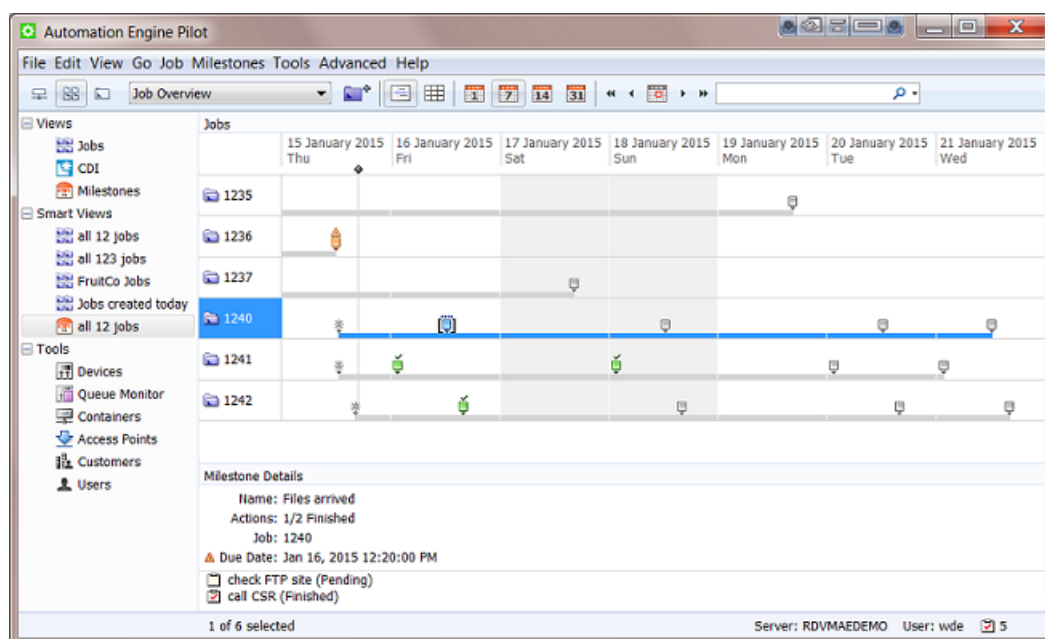 Automation Engine Pilot
File Edit View Go Job Milestones Tools Advanced Help
Job Overview
1 7 14 31
Views
Jobs
CDI
Milestones
Smart Views
all 12 jobs
all 123 jobs
FruitCo Jobs
Jobs created today
all 12 jobs
Tools
Devices
Queue Monitor
Containers
Access Points
Customers
Users
Jobs
15 January 2015 16 January 2015 17 January 2015 18 January 2015 19 January 2015 20 January 2015 21 January 2015
Thu Fri Sat Sun Mon Tue Wed
1235
1236
1237
1240
1241
1242
Milestone Details
Name: Files arrived
Actions: 1/2 Finished
Job: 1240
Due Date: Jan 16, 2015 12:20:00 PM
check FTP site (Pending)
call CSR (Finished)
1 of 6 selected Server: RDVMAEDEMO User: wde 5